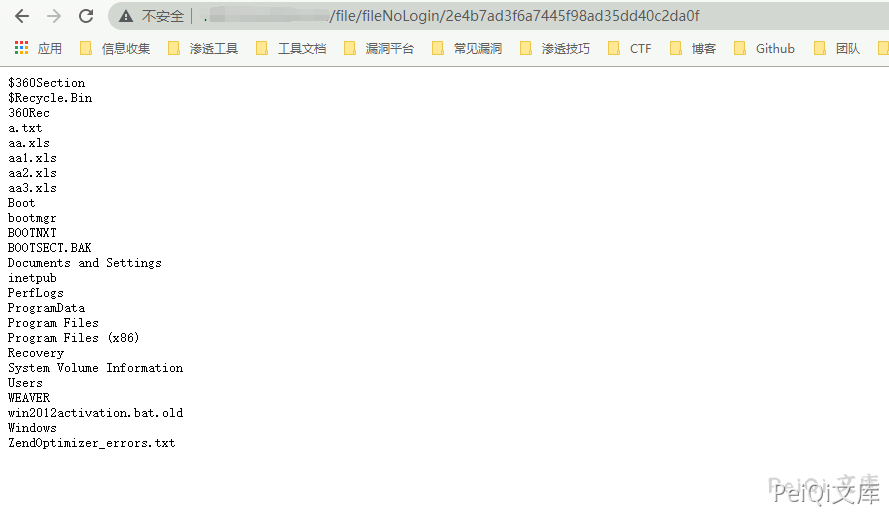 不安全 | . /file/fileNoLogin/2e4b7ad3f6a7445f98ad35dd40c2da0f
应用 信息收集 渗透工具 工具文档 漏洞平台 常见漏洞 渗透技巧 CTF 博客 Github 团队
$360Section
$Recycle.Bin
360Rec
a.txt
aa.xls
aa1.xls
aa2.xls
aa3.xls
Boot
bootmgr
BOOTNXT
BOOTSECT.BAK
Documents and Settings
inetpub
PerfLogs
ProgramData
Program Files
Program Files (x86)
Recovery
System Volume Information
Users
WEAVER
win2012activation.bat.old
Windows
ZendOptimizer_errors.txt
PeiQi 文库
PeiQi文库